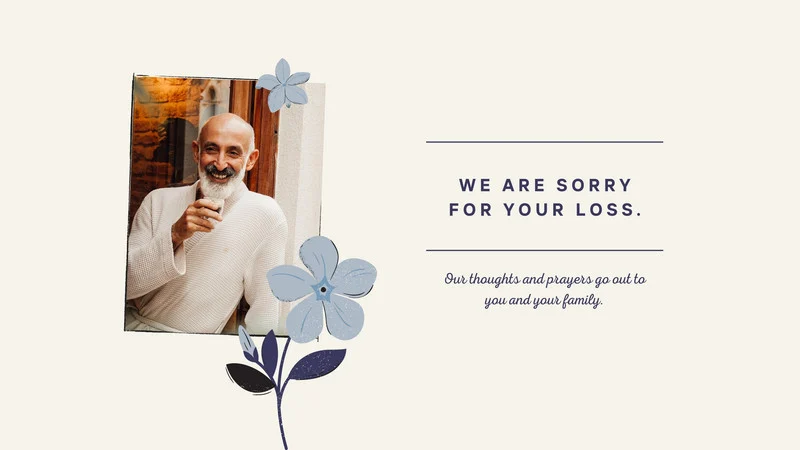 WE ARE SORRY
FOR YOUR LOSS.
Our thoughts and prayers go out to
you and your family.